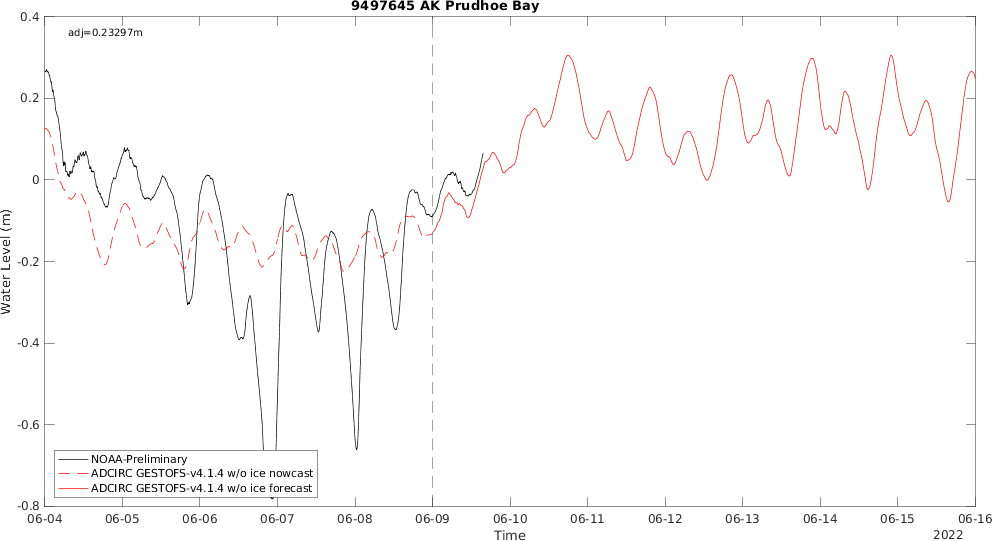 9497645 AK Prudhoe Bay
adj=0.23297m
0.4
0.2
0
-0.2
-0.4
-0.6
-0.8
Water Level (m)
NOAA-Preliminary
ADCIRC GESTOFS-v4.1.4 w/o ice nowcast
ADCIRC GESTOFS-v4.1.4 w/o ice forecast
06-04 06-05 06-06 06-07 06-08 06-09 06-10 06-11 06-12 06-13 06-14 06-15 06-16
Time
2022